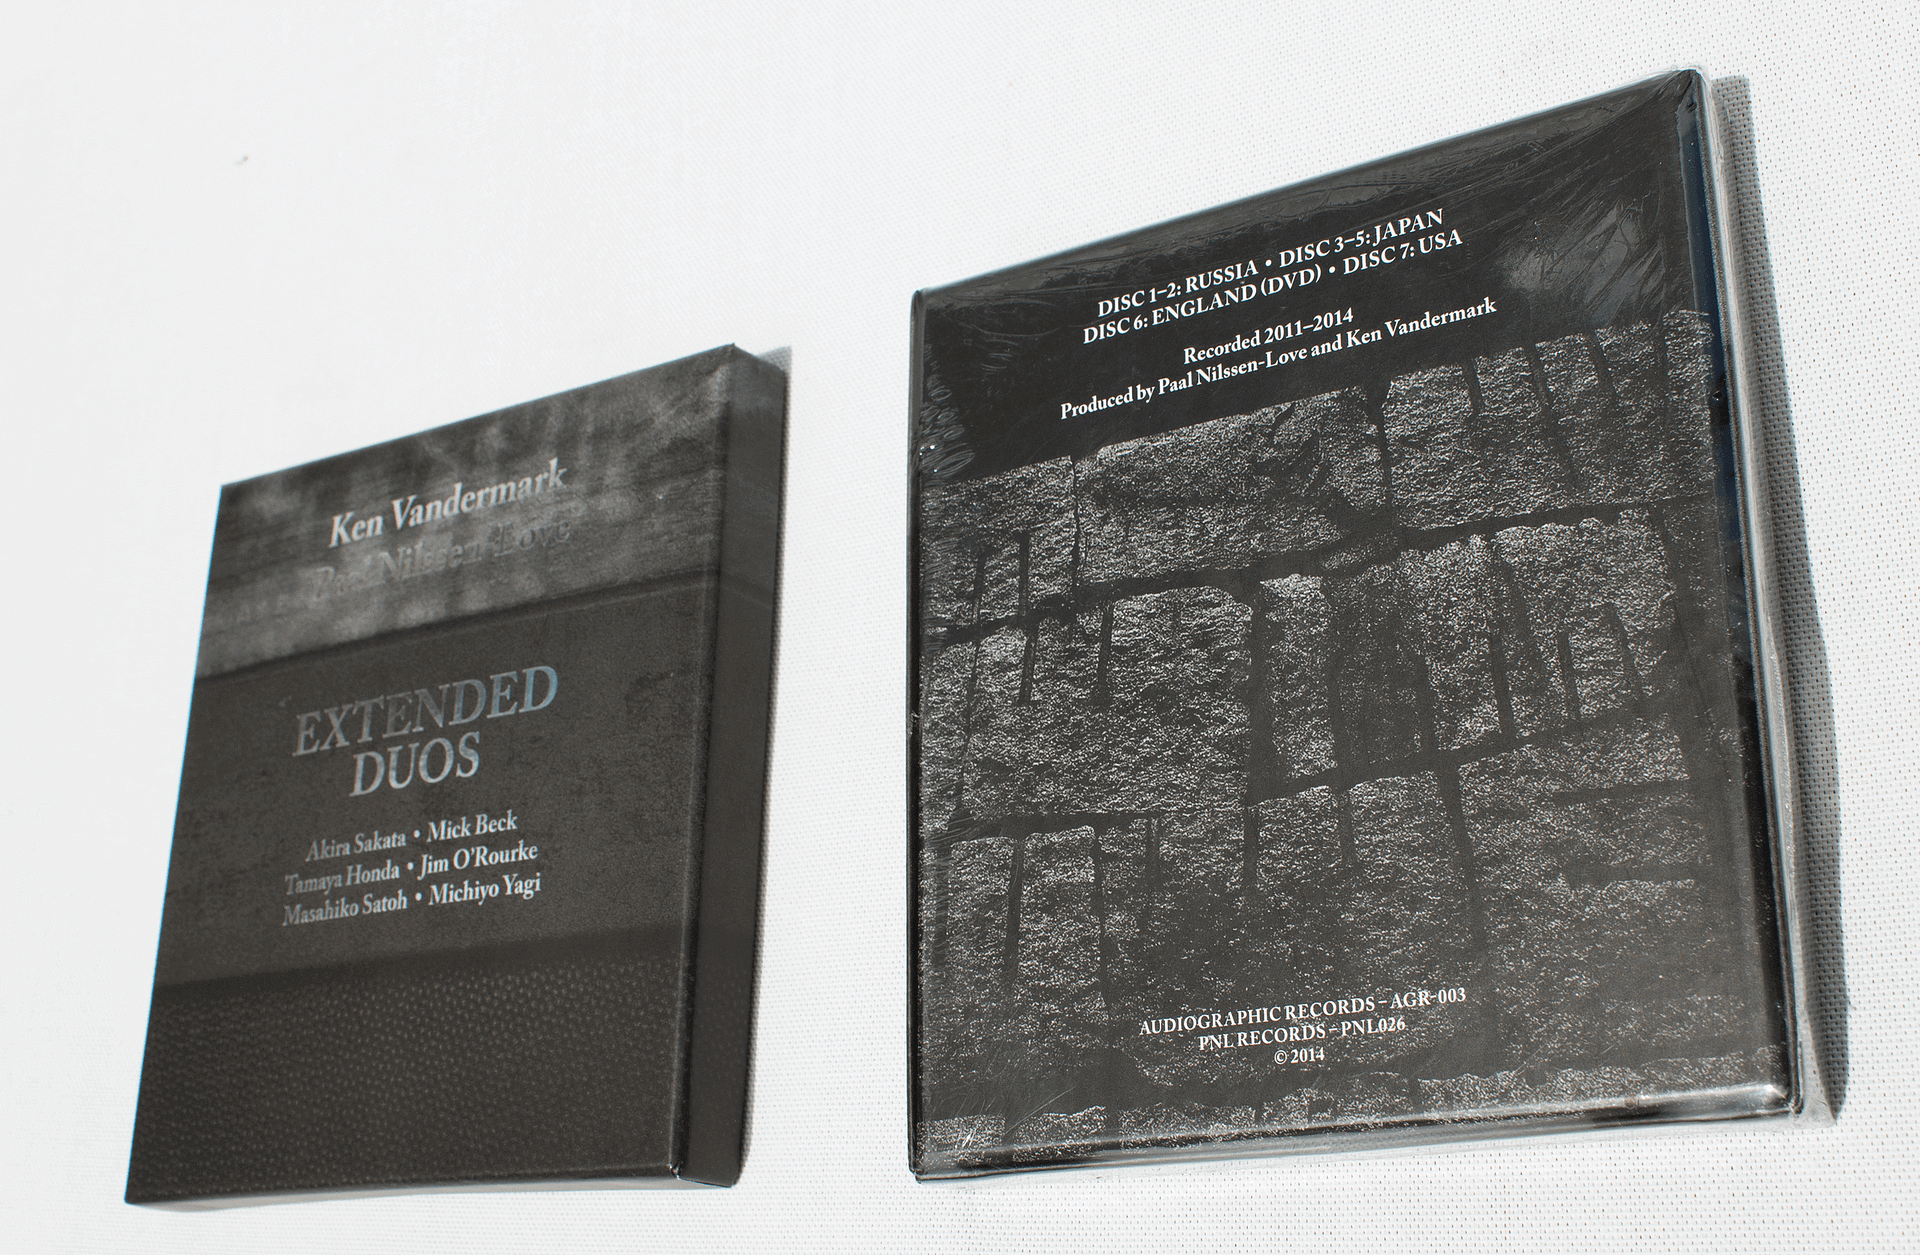 Ken Vandermark
Paal Nilssen-Love
EXTENDED
DUOS
Akira Sakata • Mick Beck
Tamaya Honda • Jim O'Rourke
Masahiko Satoh • Michiyo Yagi
DISC 1–2: RUSSIA • DISC 3–5: JAPAN
DISC 6: ENGLAND (DVD) • DISC 7: USA
Recorded 2011–2014
Produced by Paal Nilssen-Love and Ken Vandermark
AUDIOGRAPHIC RECORDS – AGR-003
PNL RECORDS – PNL026
© 2014